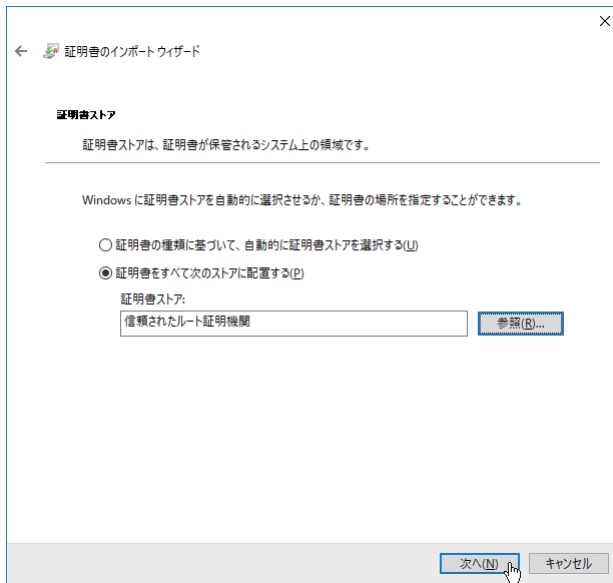 証明書のインポート ウィザード
証明書ストア
証明書ストアは、証明書が保管されるシステム上の領域です。
Windows に証明書ストアを自動的に選択させるか、証明書の場所を指定することができます。
証明書の種類に基づいて、自動的に証明書ストアを選択する(U)
証明書をすべて次のストアに配置する(P)
証明書ストア:
信頼されたルート証明機関
参照(R)...
次へ(N)
キャンセル